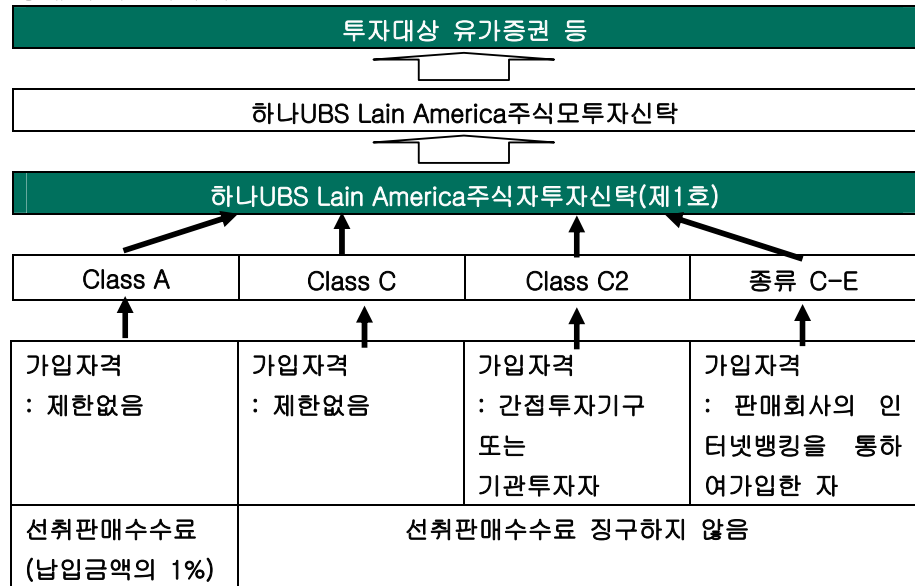 투자대상 유가증권 등
하나UBS Lain America주식모투자신탁
하나UBS Lain America주식자투자신탁(제1호)
Class A
Class C
Class C2
종류 C-E
가입자격
: 제한없음
가입자격
: 제한없음
가입자격
: 간접투자기구
또는
기관투자자
가입자격
: 판매회사의 인
터넷뱅킹을 통하
여가입한 자
선취판매수수료
(납입금액의 1%)
선취판매수수료 징구하지 않음